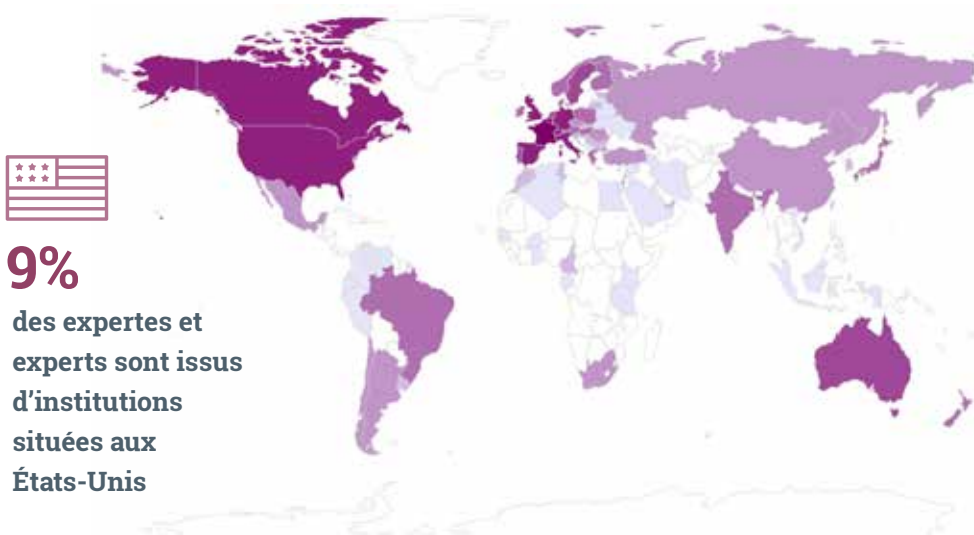 9%
des expertes et
experts sont issus
d'institutions
situées aux
États-Unis